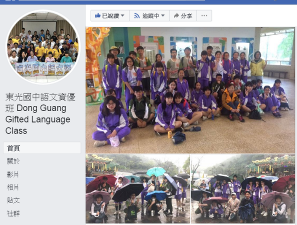 已說讚
追蹤中
分享
東光國中語文資優
班 Dong Guang
Gifted Language
Class
首頁
關於
影片
相片
貼文
社群